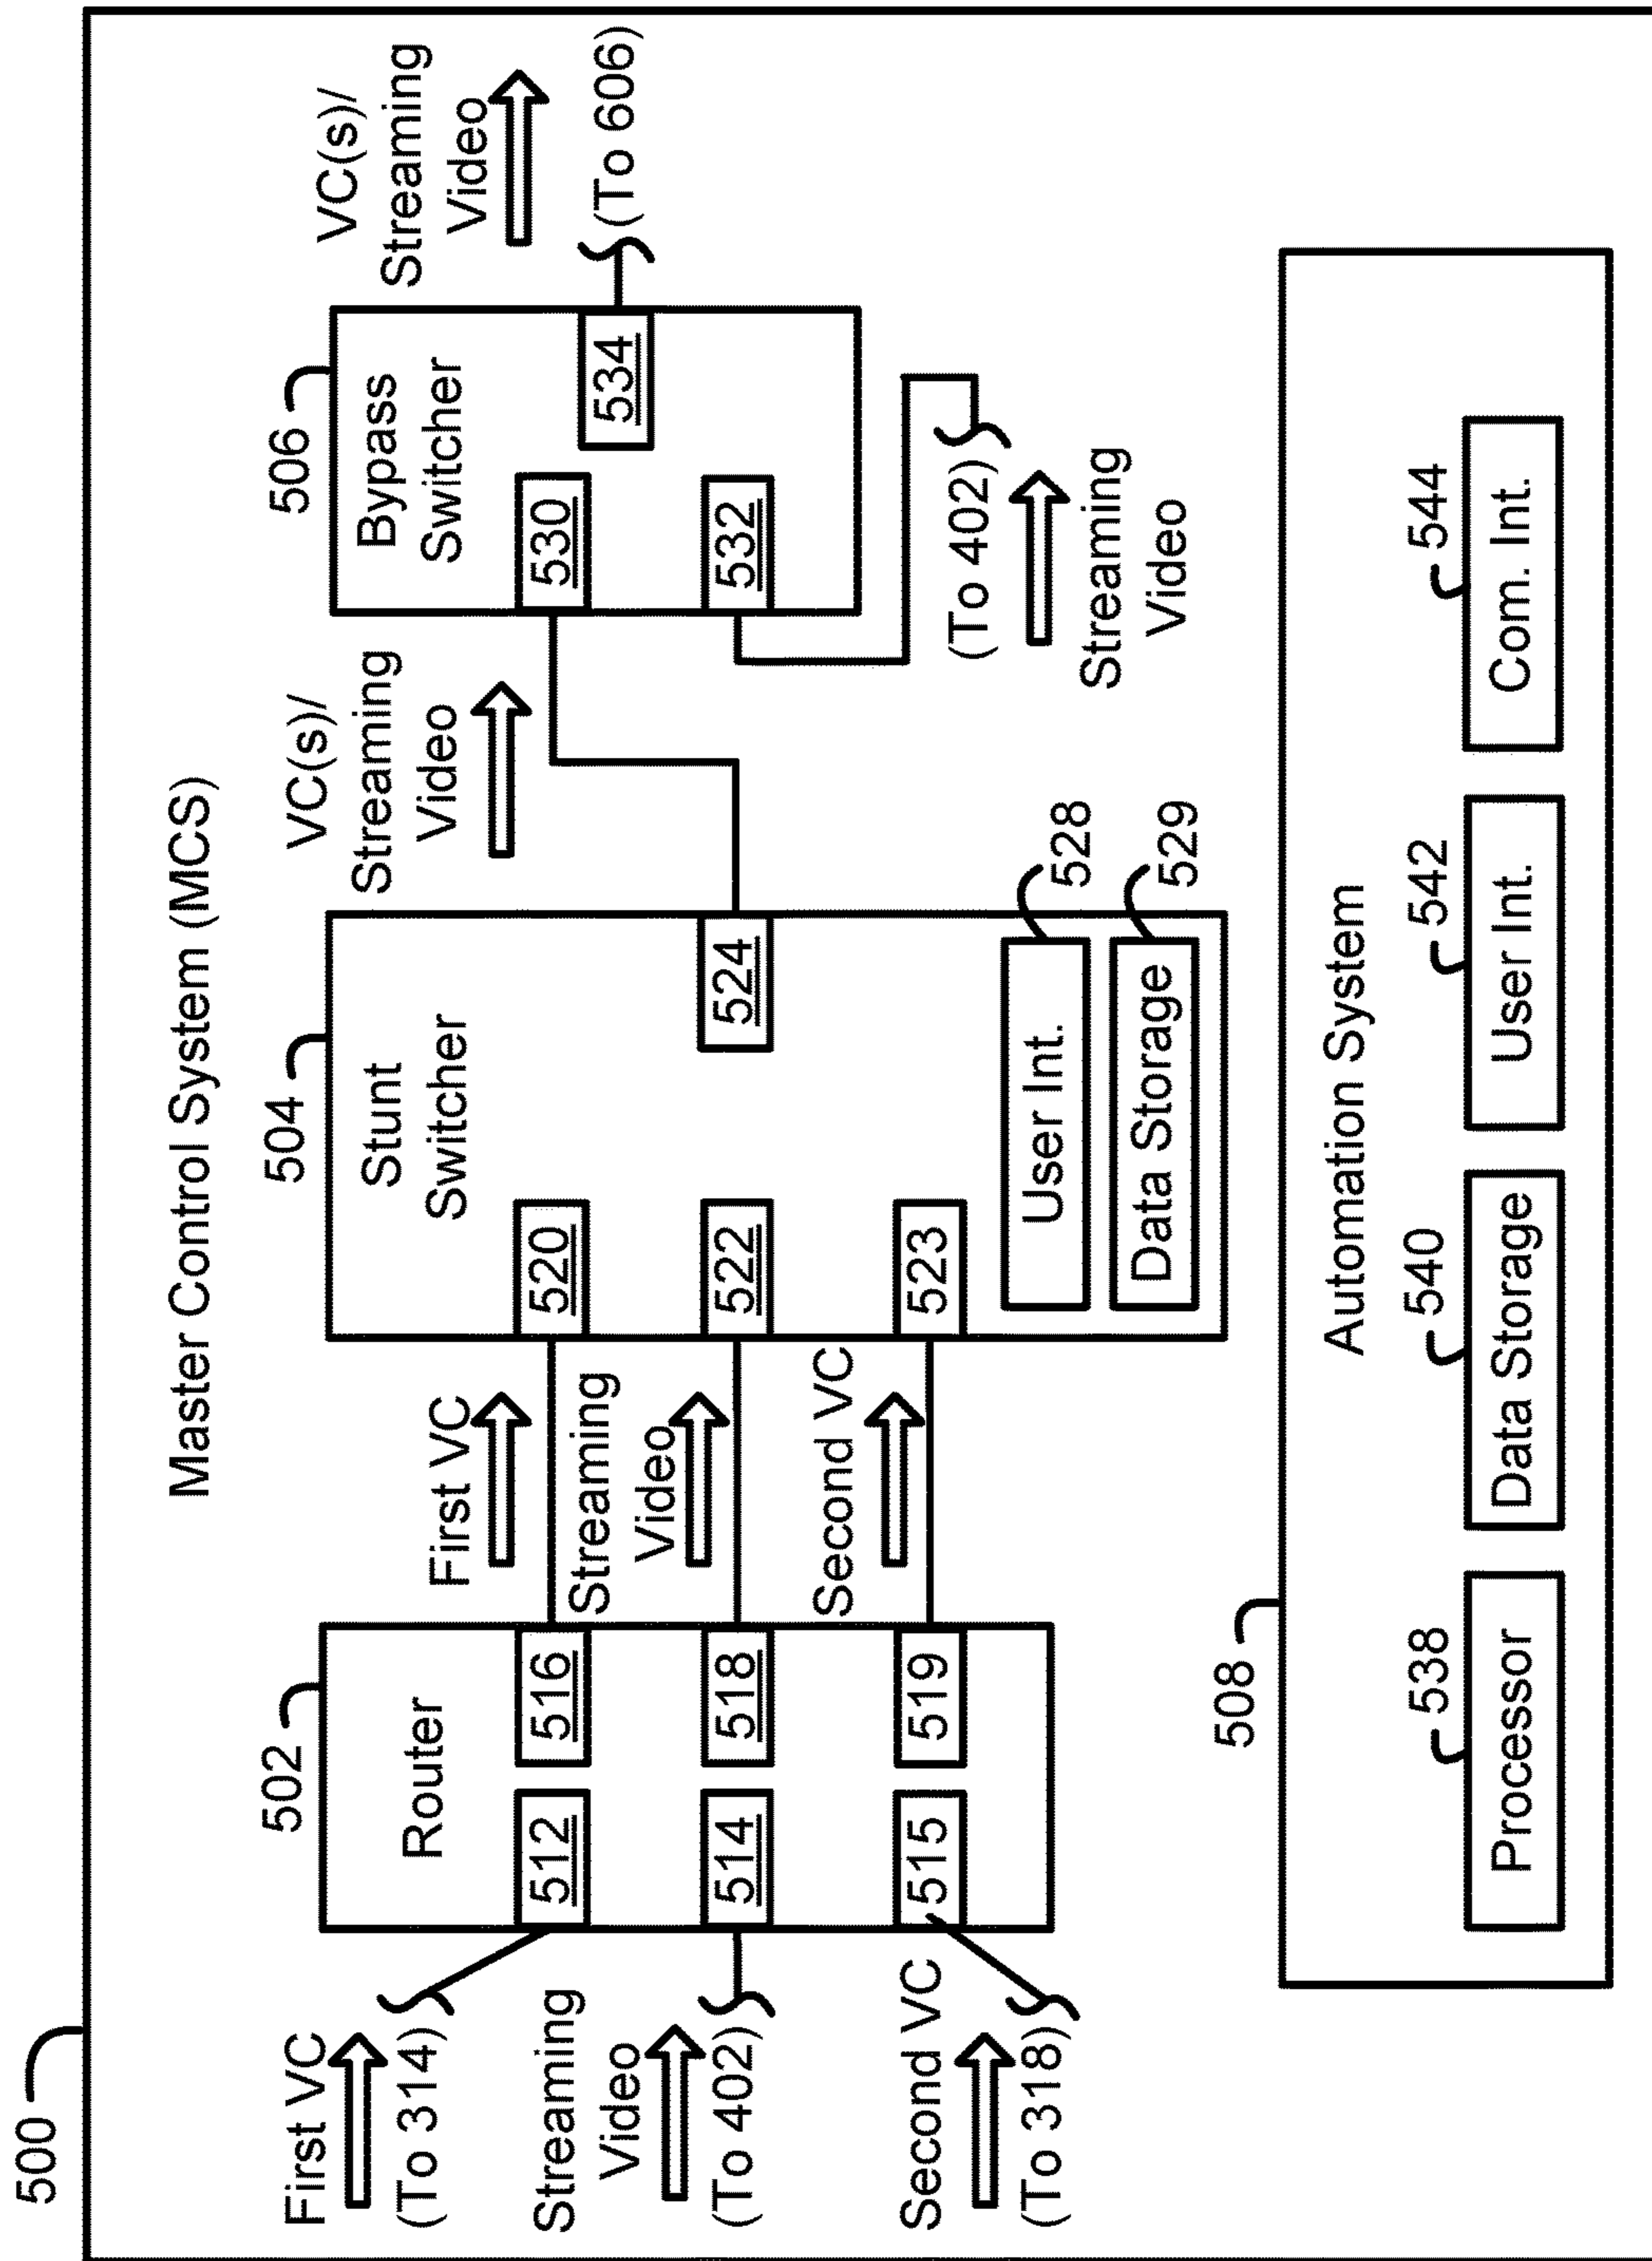 500
Master Control System (MCS)
502
Router
512
514
515
516
518
519
First VC
(To 314)
Streaming
Video
(To 402)
Second VC
(To 318)
First VC
Streaming
Video
Second VC
504
Stunt
Switcher
520
522
523
524
User Int.
528
Data Storage
529
VC(s)/
Streaming
Video
506
Bypass
Switcher
530
532
534
VC(s)/
Streaming
Video
(To 606)
(To 402)
Streaming
Video
508
Automation System
538
Processor
540
Data Storage
542
User Int.
544
Com. Int.